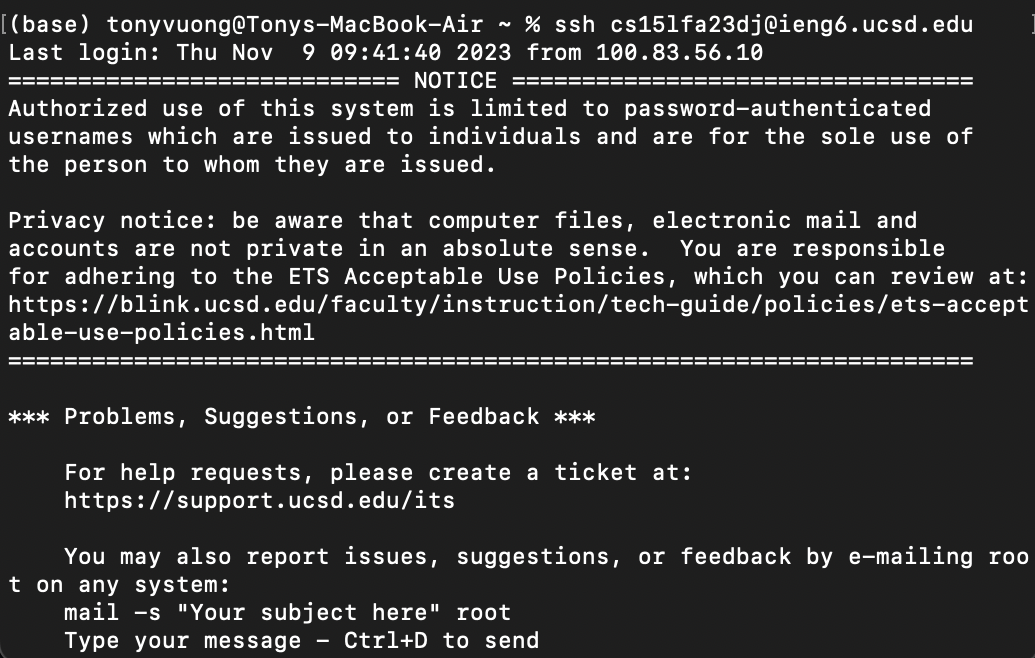 [(base) tonyvuong@Tonys-MacBook-Air ~ % ssh cs15lfa23dj@ieng6.ucsd.edu ]
Last login: Thu Nov  9 09:41:40 2023 from 100.83.56.10
============================ NOTICE =================================
Authorized use of this system is limited to password-authenticated
usernames which are issued to individuals and are for the sole use of
the person to whom they are issued.

Privacy notice: be aware that computer files, electronic mail and
accounts are not private in an absolute sense.  You are responsible
for adhering to the ETS Acceptable Use Policies, which you can review at:
https://blink.ucsd.edu/faculty/instruction/tech-guide/policies/ets-accept
able-use-policies.html
=====================================================================

*** Problems, Suggestions, or Feedback ***

    For help requests, please create a ticket at:
    https://support.ucsd.edu/its

    You may also report issues, suggestions, or feedback by e-mailing roo
t on any system:
    mail -s "Your subject here" root
    Type your message - Ctrl+D to send